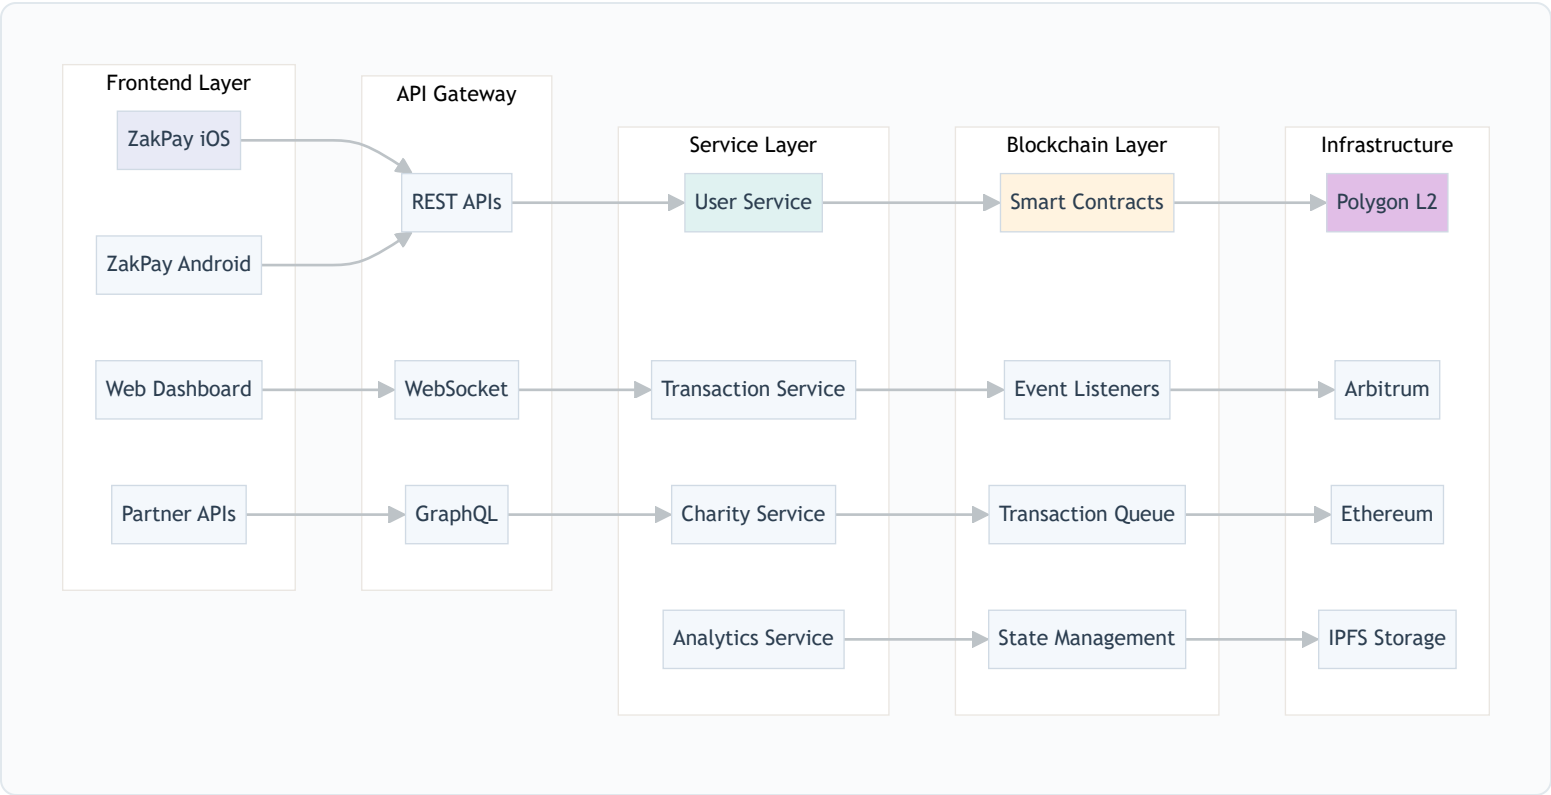 Frontend Layer
ZakPay iOS
ZakPay Android
Web Dashboard
Partner APIs
API Gateway
REST APIs
WebSocket
GraphQL
Service Layer
User Service
Transaction Service
Charity Service
Analytics Service
Blockchain Layer
Smart Contracts
Event Listeners
Transaction Queue
State Management
Infrastructure
Polygon L2
Arbitrum
Ethereum
IPFS Storage